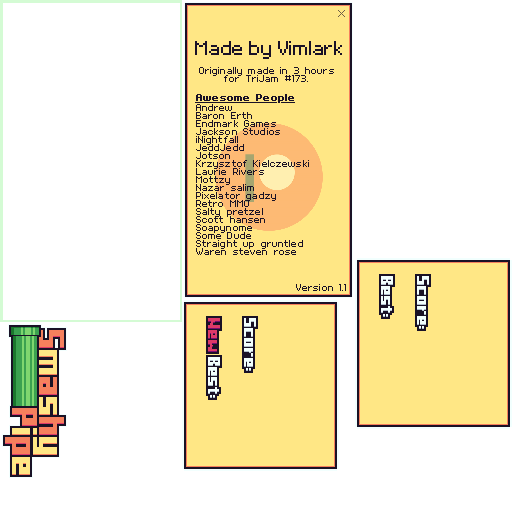 Made by Vimlark
Originally made in 3 hours
for TriJam #173.
Awesome People
Andrew
Baron Erth
Endmark Games
Jackson Studios
iNightfall
JeddJedd
Jotson
Krzysztof Kielczewski
Laurie Rivers
Mottzy
Nazar salim
Pixelator gadzy
Retro MMO
Salty pretzel
Scott hansen
Soapynome
Some Dude
Straight up gruntled
Waren steven rose
Version 1.1
Smashy
Pipe
New
Best
Score
Best
Score